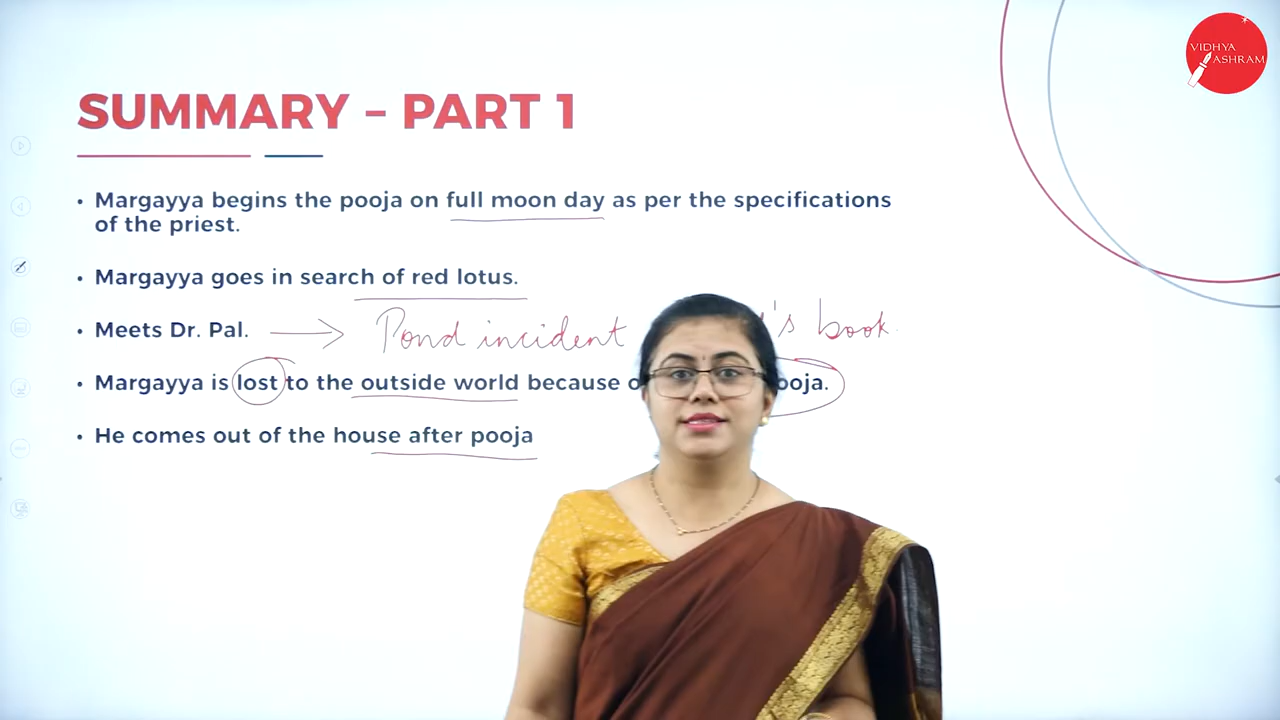 VIDHYA
ASHRAM
SUMMARY – PART 1
• Margayya begins the pooja on full moon day as per the specifications
of the priest.
• Margayya goes in search of red lotus.
• Meets Dr. Pal. → Pond incident 's book.
• Margayya is lost to the outside world because ooja.
• He comes out of the house after pooja